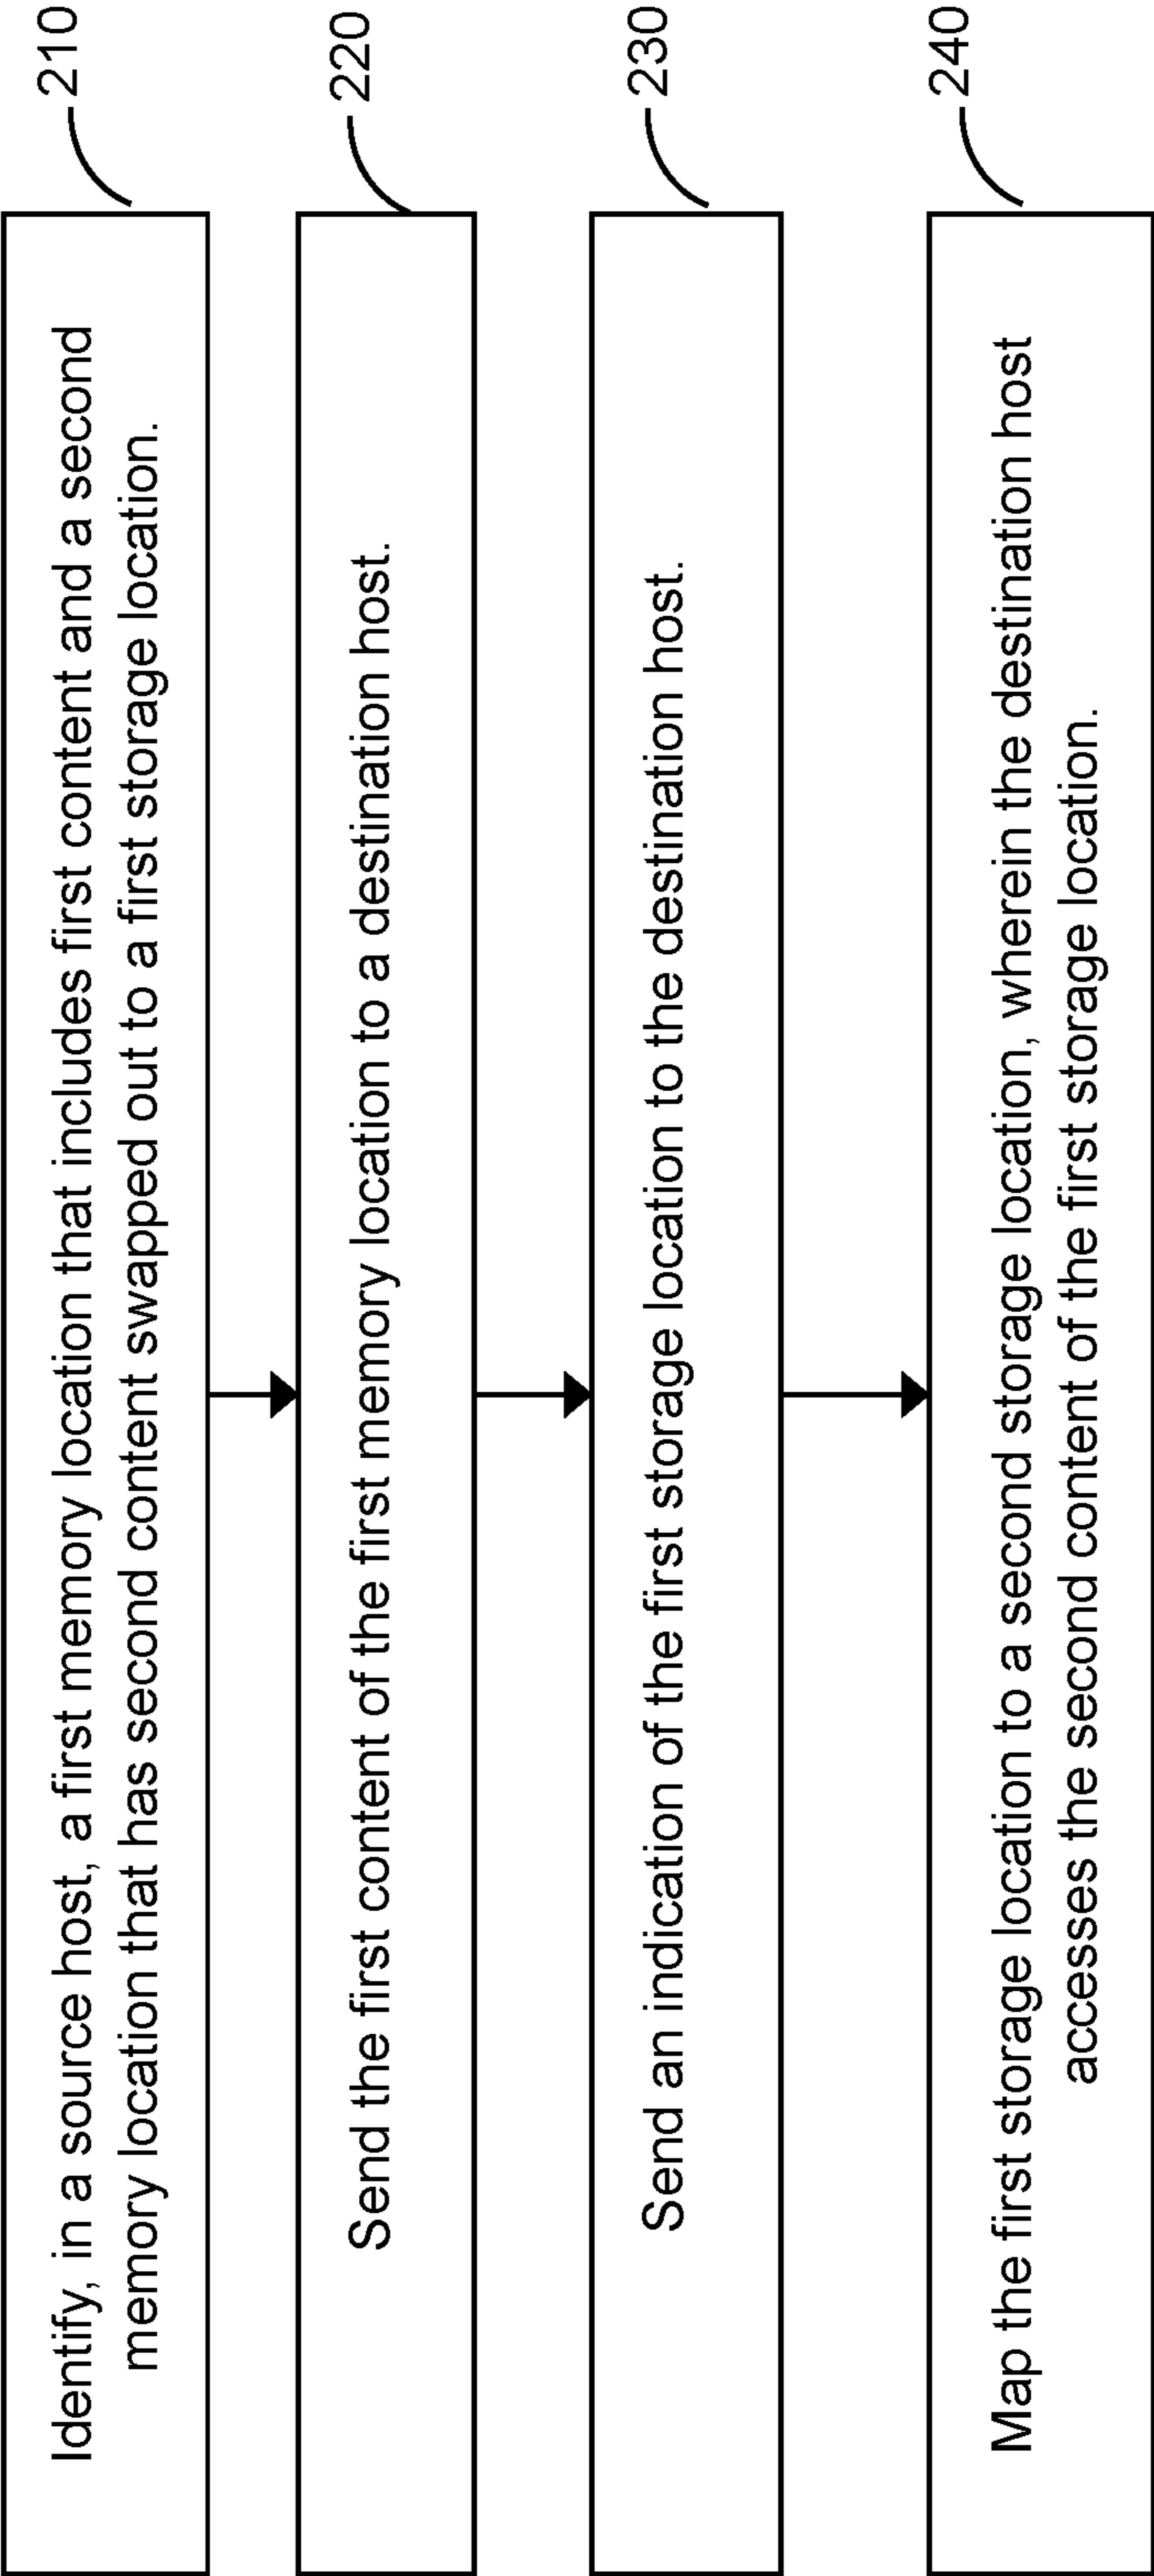 Identify, in a source host, a first memory location that includes first content and a second
memory location that has second content swapped out to a first storage location.
210
Send the first content of the first memory location to a destination host.
220
Send an indication of the first storage location to the destination host.
230
Map the first storage location to a second storage location, wherein the destination host
accesses the second content of the first storage location.
240